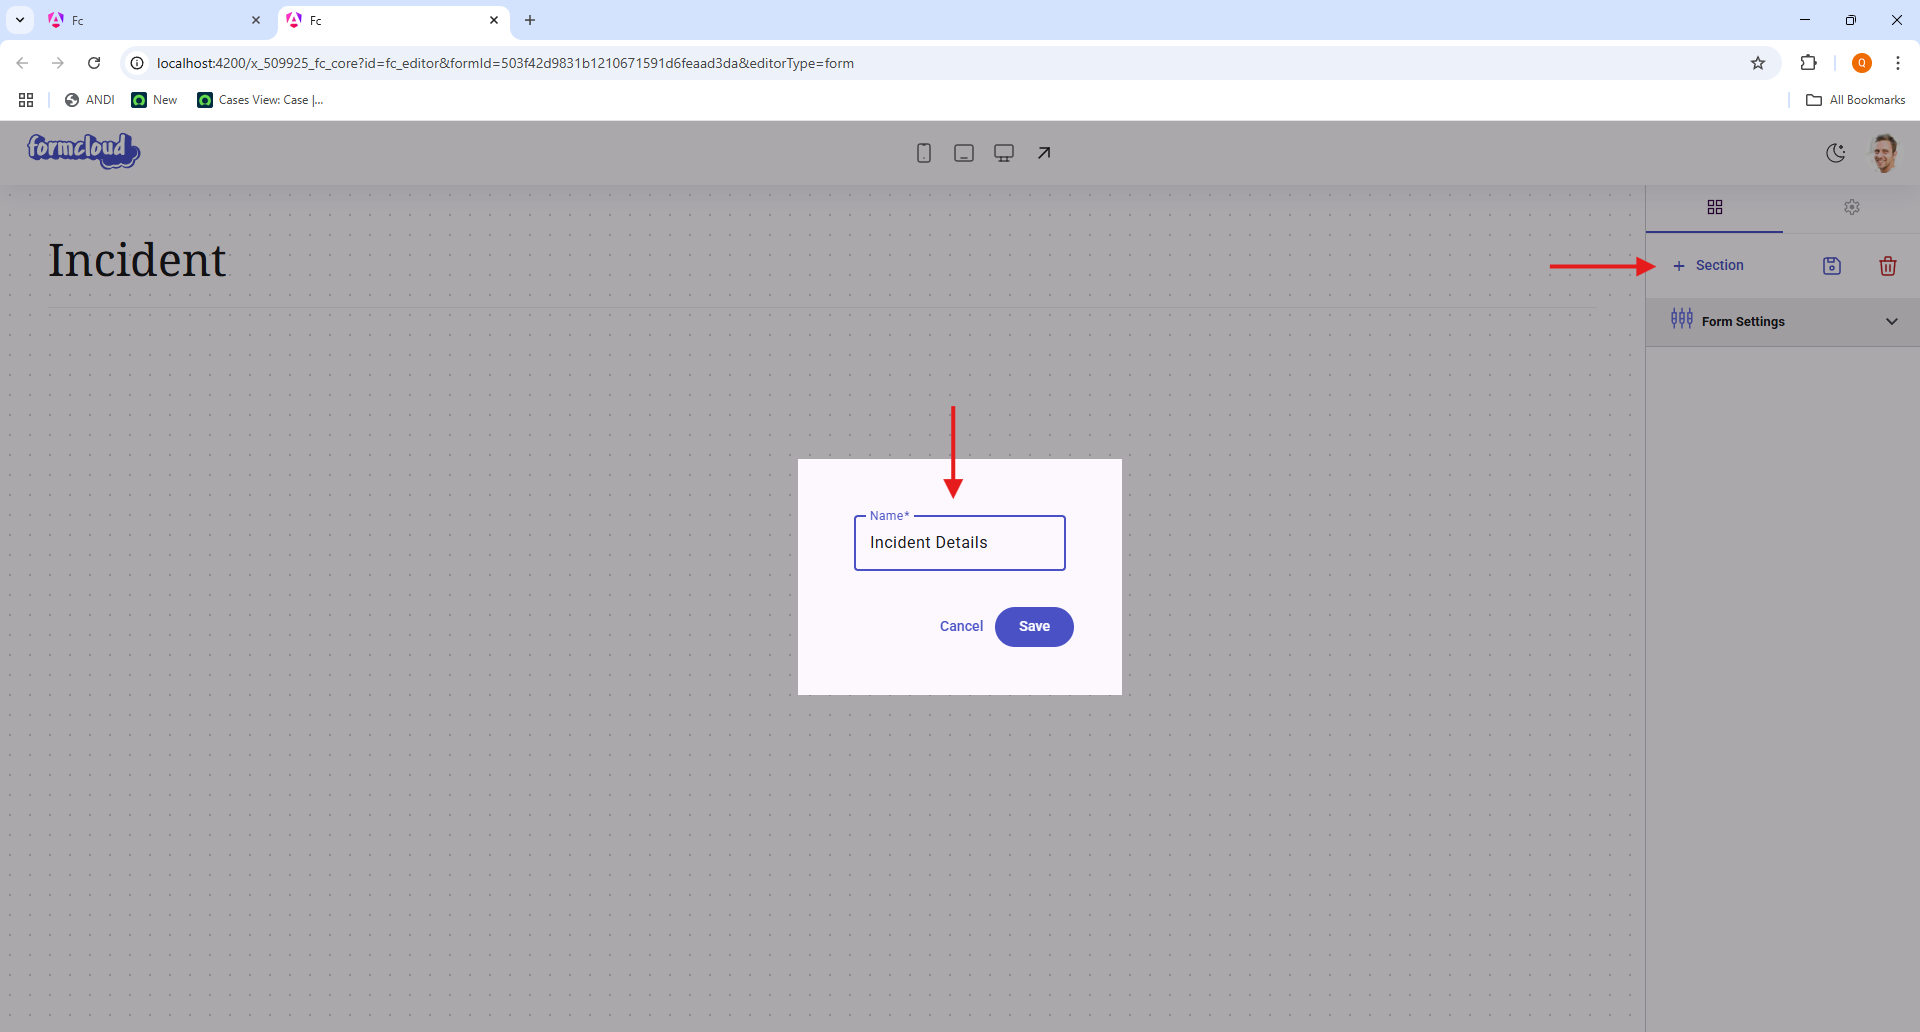 Fc
Fc
localhost:4200/x_509925_fc_core?id=fc_editor&formId=503f42d9831b1210671591d6feaad3da&editorType=form
Q
ANDI
New
Cases View: Case |...
All Bookmarks
formcloud
Incident
+ Section
Form Settings
Name*
Incident Details
Cancel
Save